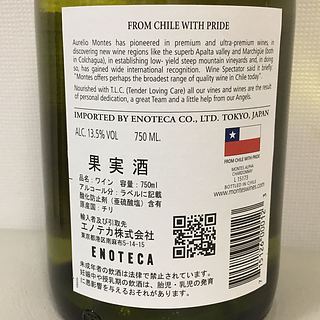 FROM CHILE WITH PRIDE
Aurelio Montes has pioneered in premium and ultra-premium wines, in
discovering new wine regions like the superb Apalta valley and Marchigüe (both
in Colchagua), in establishing low- yield steep mountain vineyards and, in doing
so, has gained wide international recognition. Wine Spectator said it briefly:
"Montes offers perhaps the broadest range of quality wine in Chile today".
Nourished with T.L.C. (Tender Loving Care) all our wines and wines are the result
of personal dedication, a great Team and a little help from our Angels.
IMPORTED BY ENOTECA CO., LTD. TOKYO, JAPAN
ALC. 13.5% VOL 750 ML.
果実酒
品名：ワイン 容量：750ml
アルコール分：ラベルに記載
酸化防止剤（亜硫酸塩）含有
原産国：チリ
輸入者及び引取先
エノテカ株式会社
東京都港区南麻布5-14-15
ENOTECA
未成年者の飲酒は法律で禁止されています。
妊娠中や授乳期の飲酒は、胎児・乳児の発育
に悪影響を与えるおそれがあります。
FROM CHILE WITH PRIDE
MONTES ALPHA
CHARDONNAY
L 15173
BOTTLED IN CHILE
www.monteswines.com